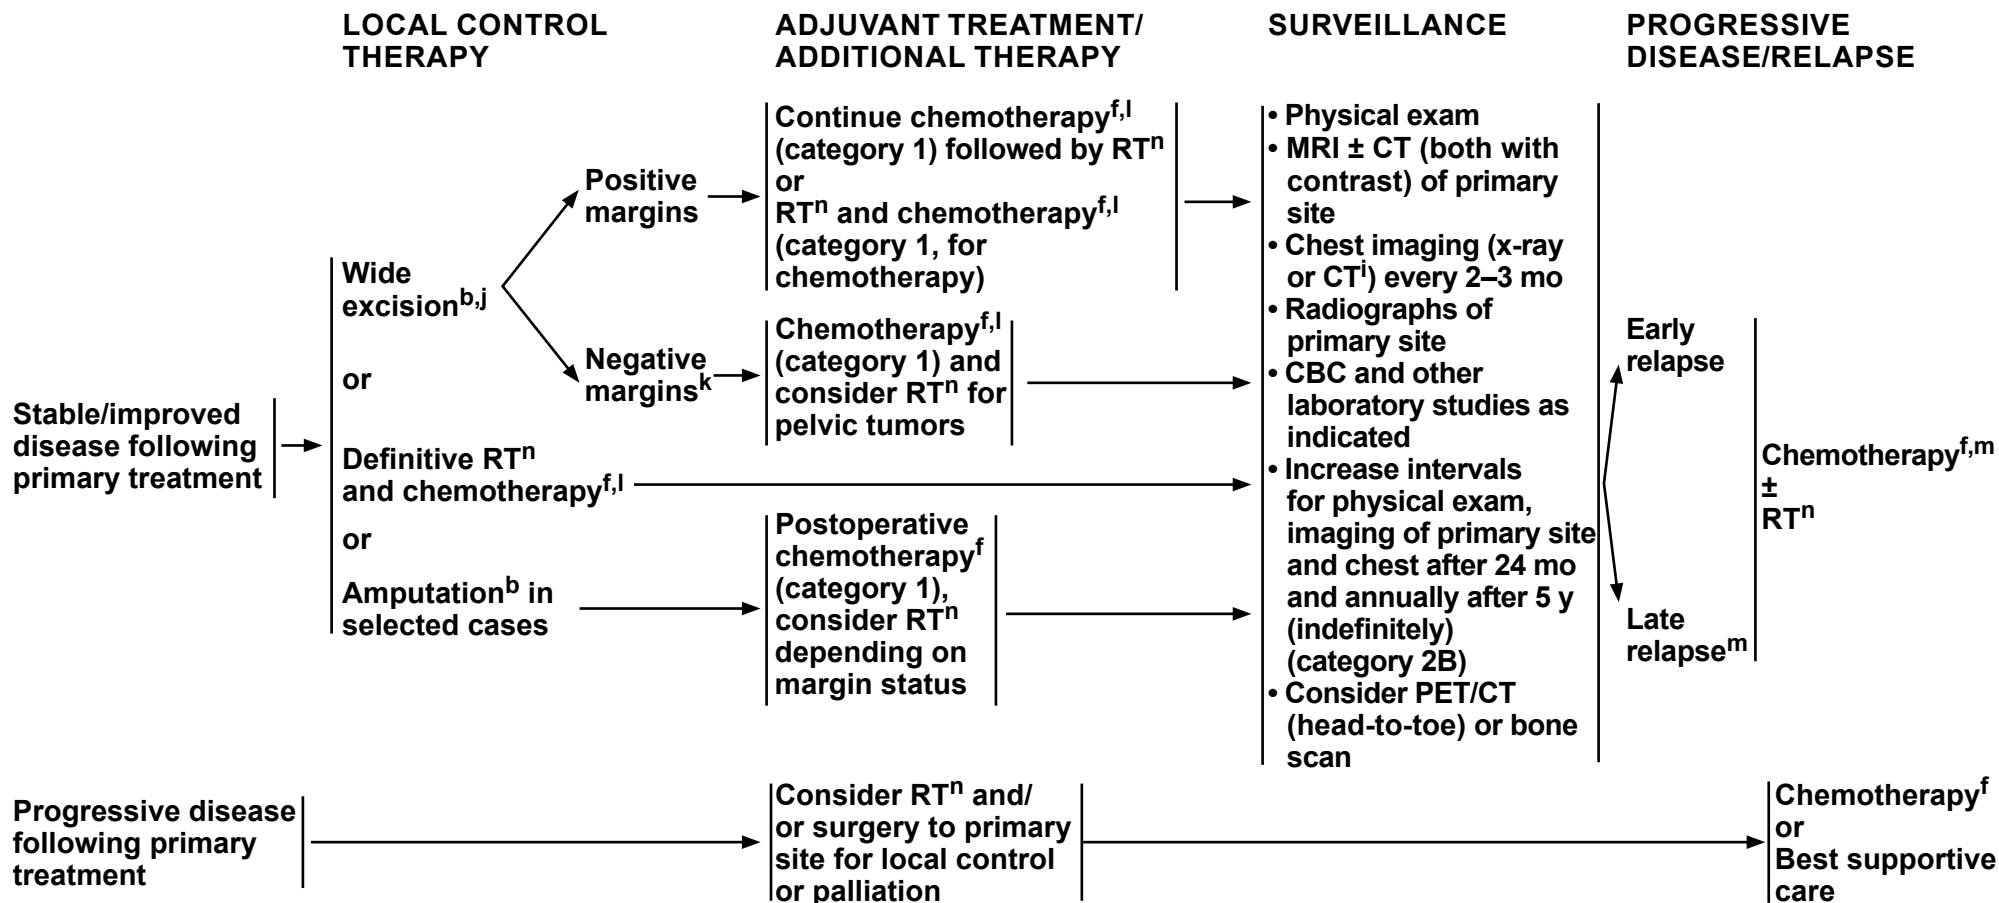 LOCAL CONTROL
THERAPY
ADJUVANT TREATMENT/
ADDITIONAL THERAPY
SURVEILLANCE
PROGRESSIVE
DISEASE/RELAPSE
Stable/improved
disease following
primary treatment
Wide
excisionb,j
or
Definitive RTn
and chemotherapyf,l
or
Amputationb in
selected cases
Positive
margins
Negative
marginsk
Continue chemotherapyf,l
(category 1) followed by RTn
or
RTn and chemotherapyf,l
(category 1, for
chemotherapy)
Chemotherapyf,l
(category 1) and
consider RTn for
pelvic tumors
Postoperative
chemotherapyf
(category 1),
consider RTn
depending on
margin status
• Physical exam
• MRI ± CT (both with
contrast) of primary
site
• Chest imaging (x-ray
or CTi) every 2–3 mo
• Radiographs of
primary site
• CBC and other
laboratory studies as
indicated
• Increase intervals
for physical exam,
imaging of primary site
and chest after 24 mo
and annually after 5 y
(indefinitely)
(category 2B)
• Consider PET/CT
(head-to-toe) or bone
scan
Early
relapse
Late
relapsem
Chemotherapyf,m
±
RTn
Progressive disease
following primary
treatment
Consider RTn and/
or surgery to primary
site for local control
or palliation
Chemotherapyf
or
Best supportive
care